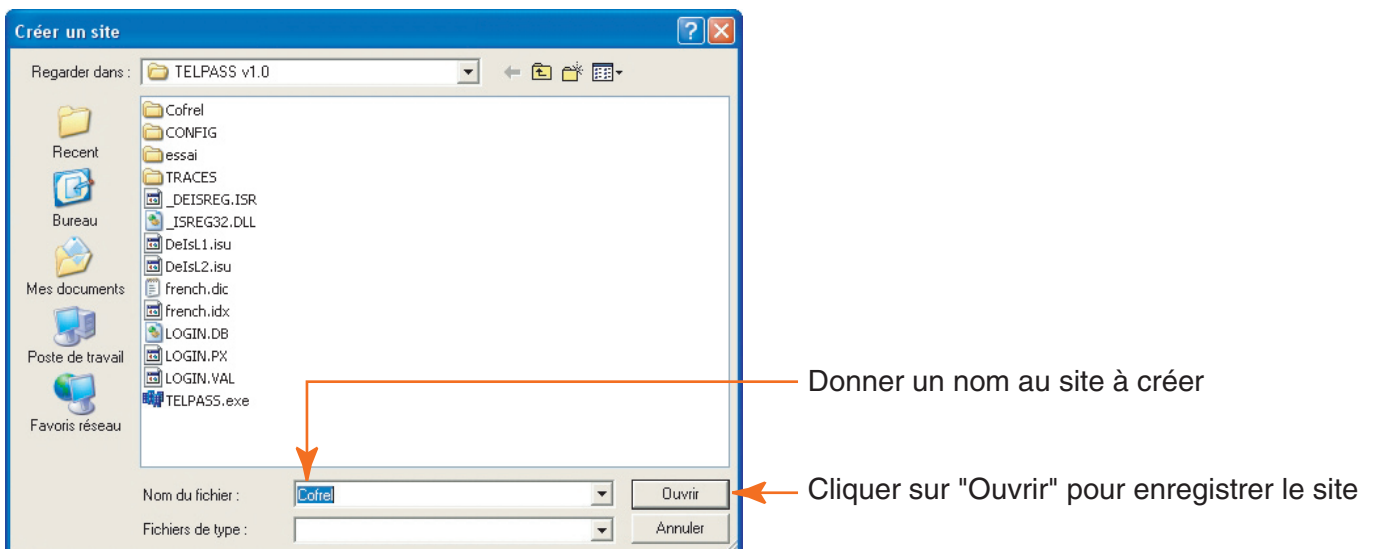 Créer un site
Regarder dans :
TELPASS v1.0
Recent
Bureau
Mes documents
Poste de travail
Favoris réseau
Cofrel
CONFIG
essai
TRACES
_DEISREG.ISR
_ISREG32.DLL
DeIsL1.isu
DeIsL2.isu
french.dic
french.idx
LOGIN.DB
LOGIN.PX
LOGIN.VAL
TELPASS.exe
Nom du fichier :
Cofrel
Ouvrir
Fichiers de type :
Annuler
Donner un nom au site à créer
Cliquer sur "Ouvrir" pour enregistrer le site